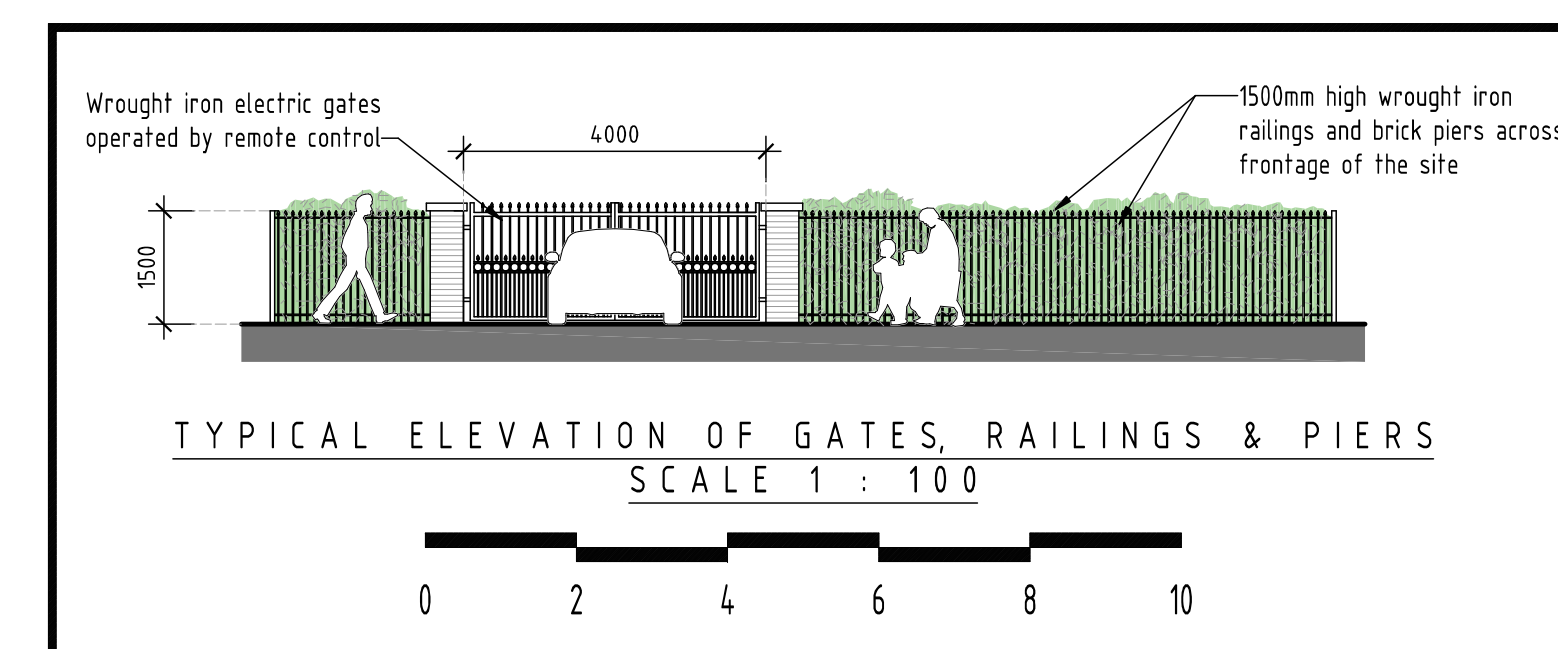 Wrought iron electric gates
operated by remote control
4000
1500mm high wrought iron
railings and brick piers across
frontage of the site
1500
TYPICAL ELEVATION OF GATES, RAILINGS & PIERS
SCALE 1 : 100
0 2 4 6 8 10